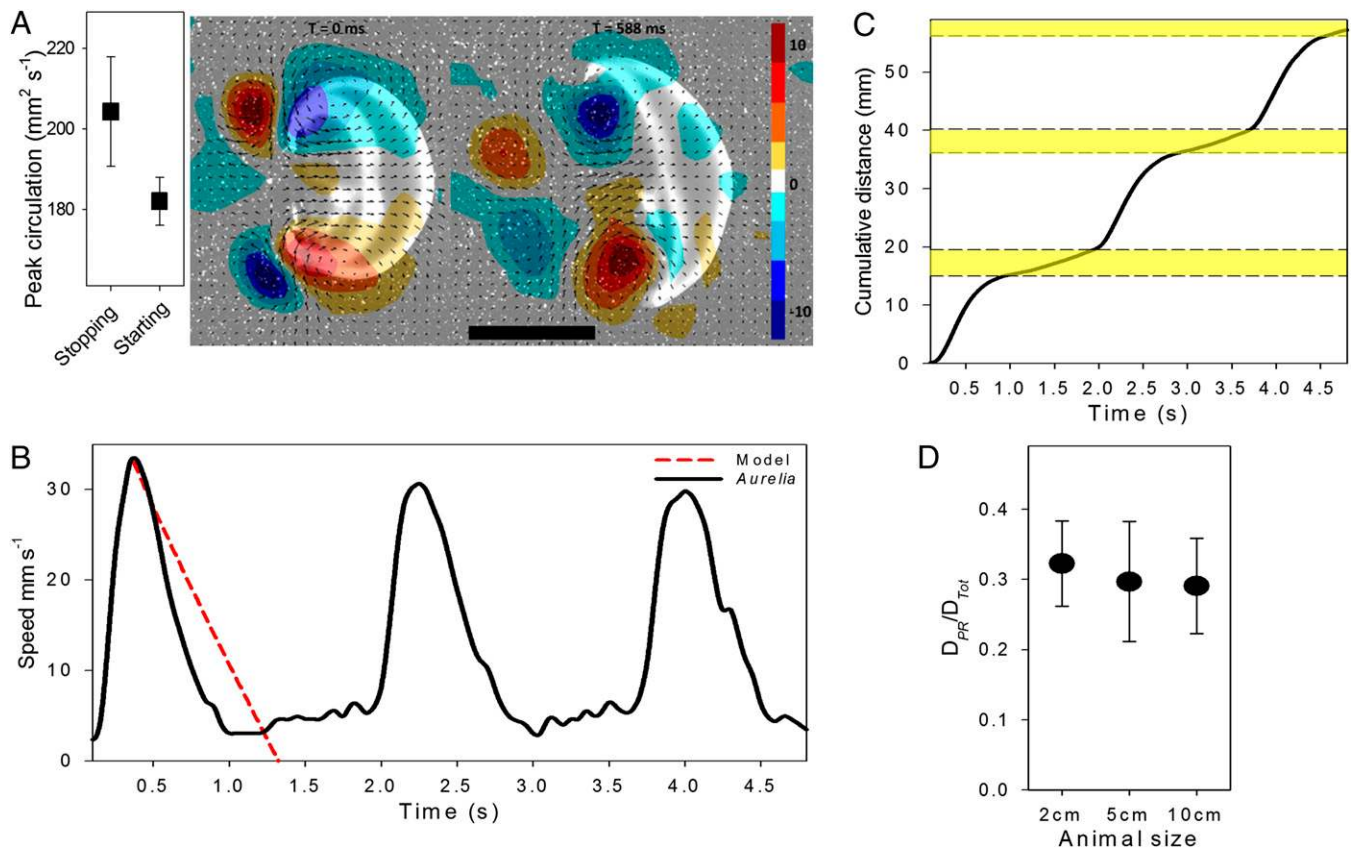 A
Peak circulation (mm² s⁻¹)
220
200
180
Stopping
Starting
T = 0 ms
T = 588 ms
10
0
-10
C
Cumulative distance (mm)
50
40
30
20
10
0
0.5 1.0 1.5 2.0 2.5 3.0 3.5 4.0 4.5
Time (s)
B
Speed mm s⁻¹
30
20
10
0
Model
Aurelia
0.5 1.0 1.5 2.0 2.5 3.0 3.5 4.0 4.5
Time (s)
D
D_PR/D_Tot
0.4
0.3
0.2
0.1
0.0
2cm 5cm 10cm
Animal size